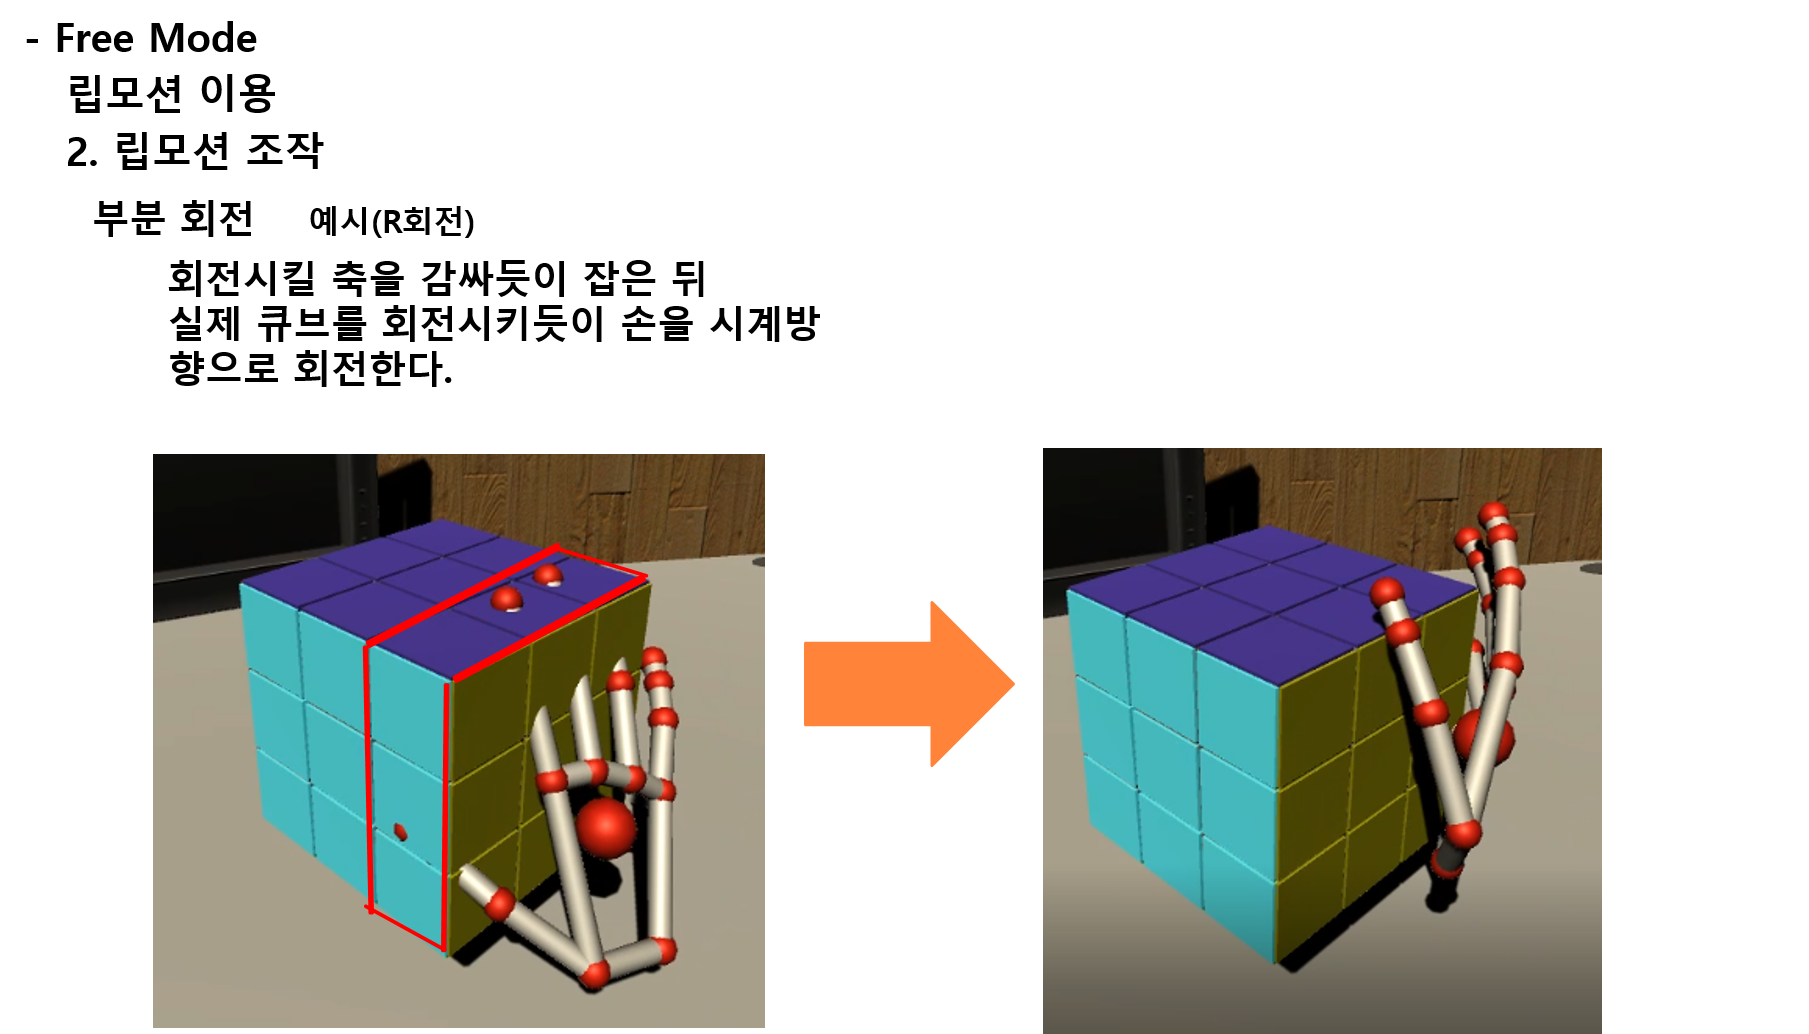 - Free Mode
립모션 이용
2. 립모션 조작
부분 회전 예시(R회전)
회전시킬 축을 감싸듯이 잡은 뒤
실제 큐브를 회전시키듯이 손을 시계방
향으로 회전한다.